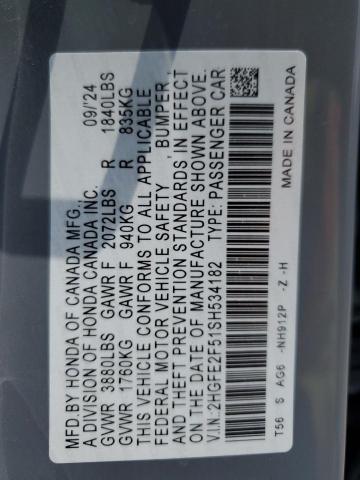 MFD.BY HONDA OF CANADA MFG., 09/'24
A DIVISION OF HONDA CANADA INC.
GVWR 3880LBS GAWR F 2072LBS R 1840LBS
GVWR 1760KG GAWR F 940KG R 835KG
THIS VEHICLE CONFORMS TO ALL APPLICABLE
FEDERAL MOTOR VEHICLE SAFETY , BUMPER ,
AND THEFT PREVENTION STANDARDS IN EFFECT
ON THE DATE OF MANUFACTURE SHOWN ABOVE.
V.I.N.:2HGFE2F51SH534182 TYPE: PASSENGER CAR
T56 S AG6 -NH912P -Z -H MADE IN CANADA